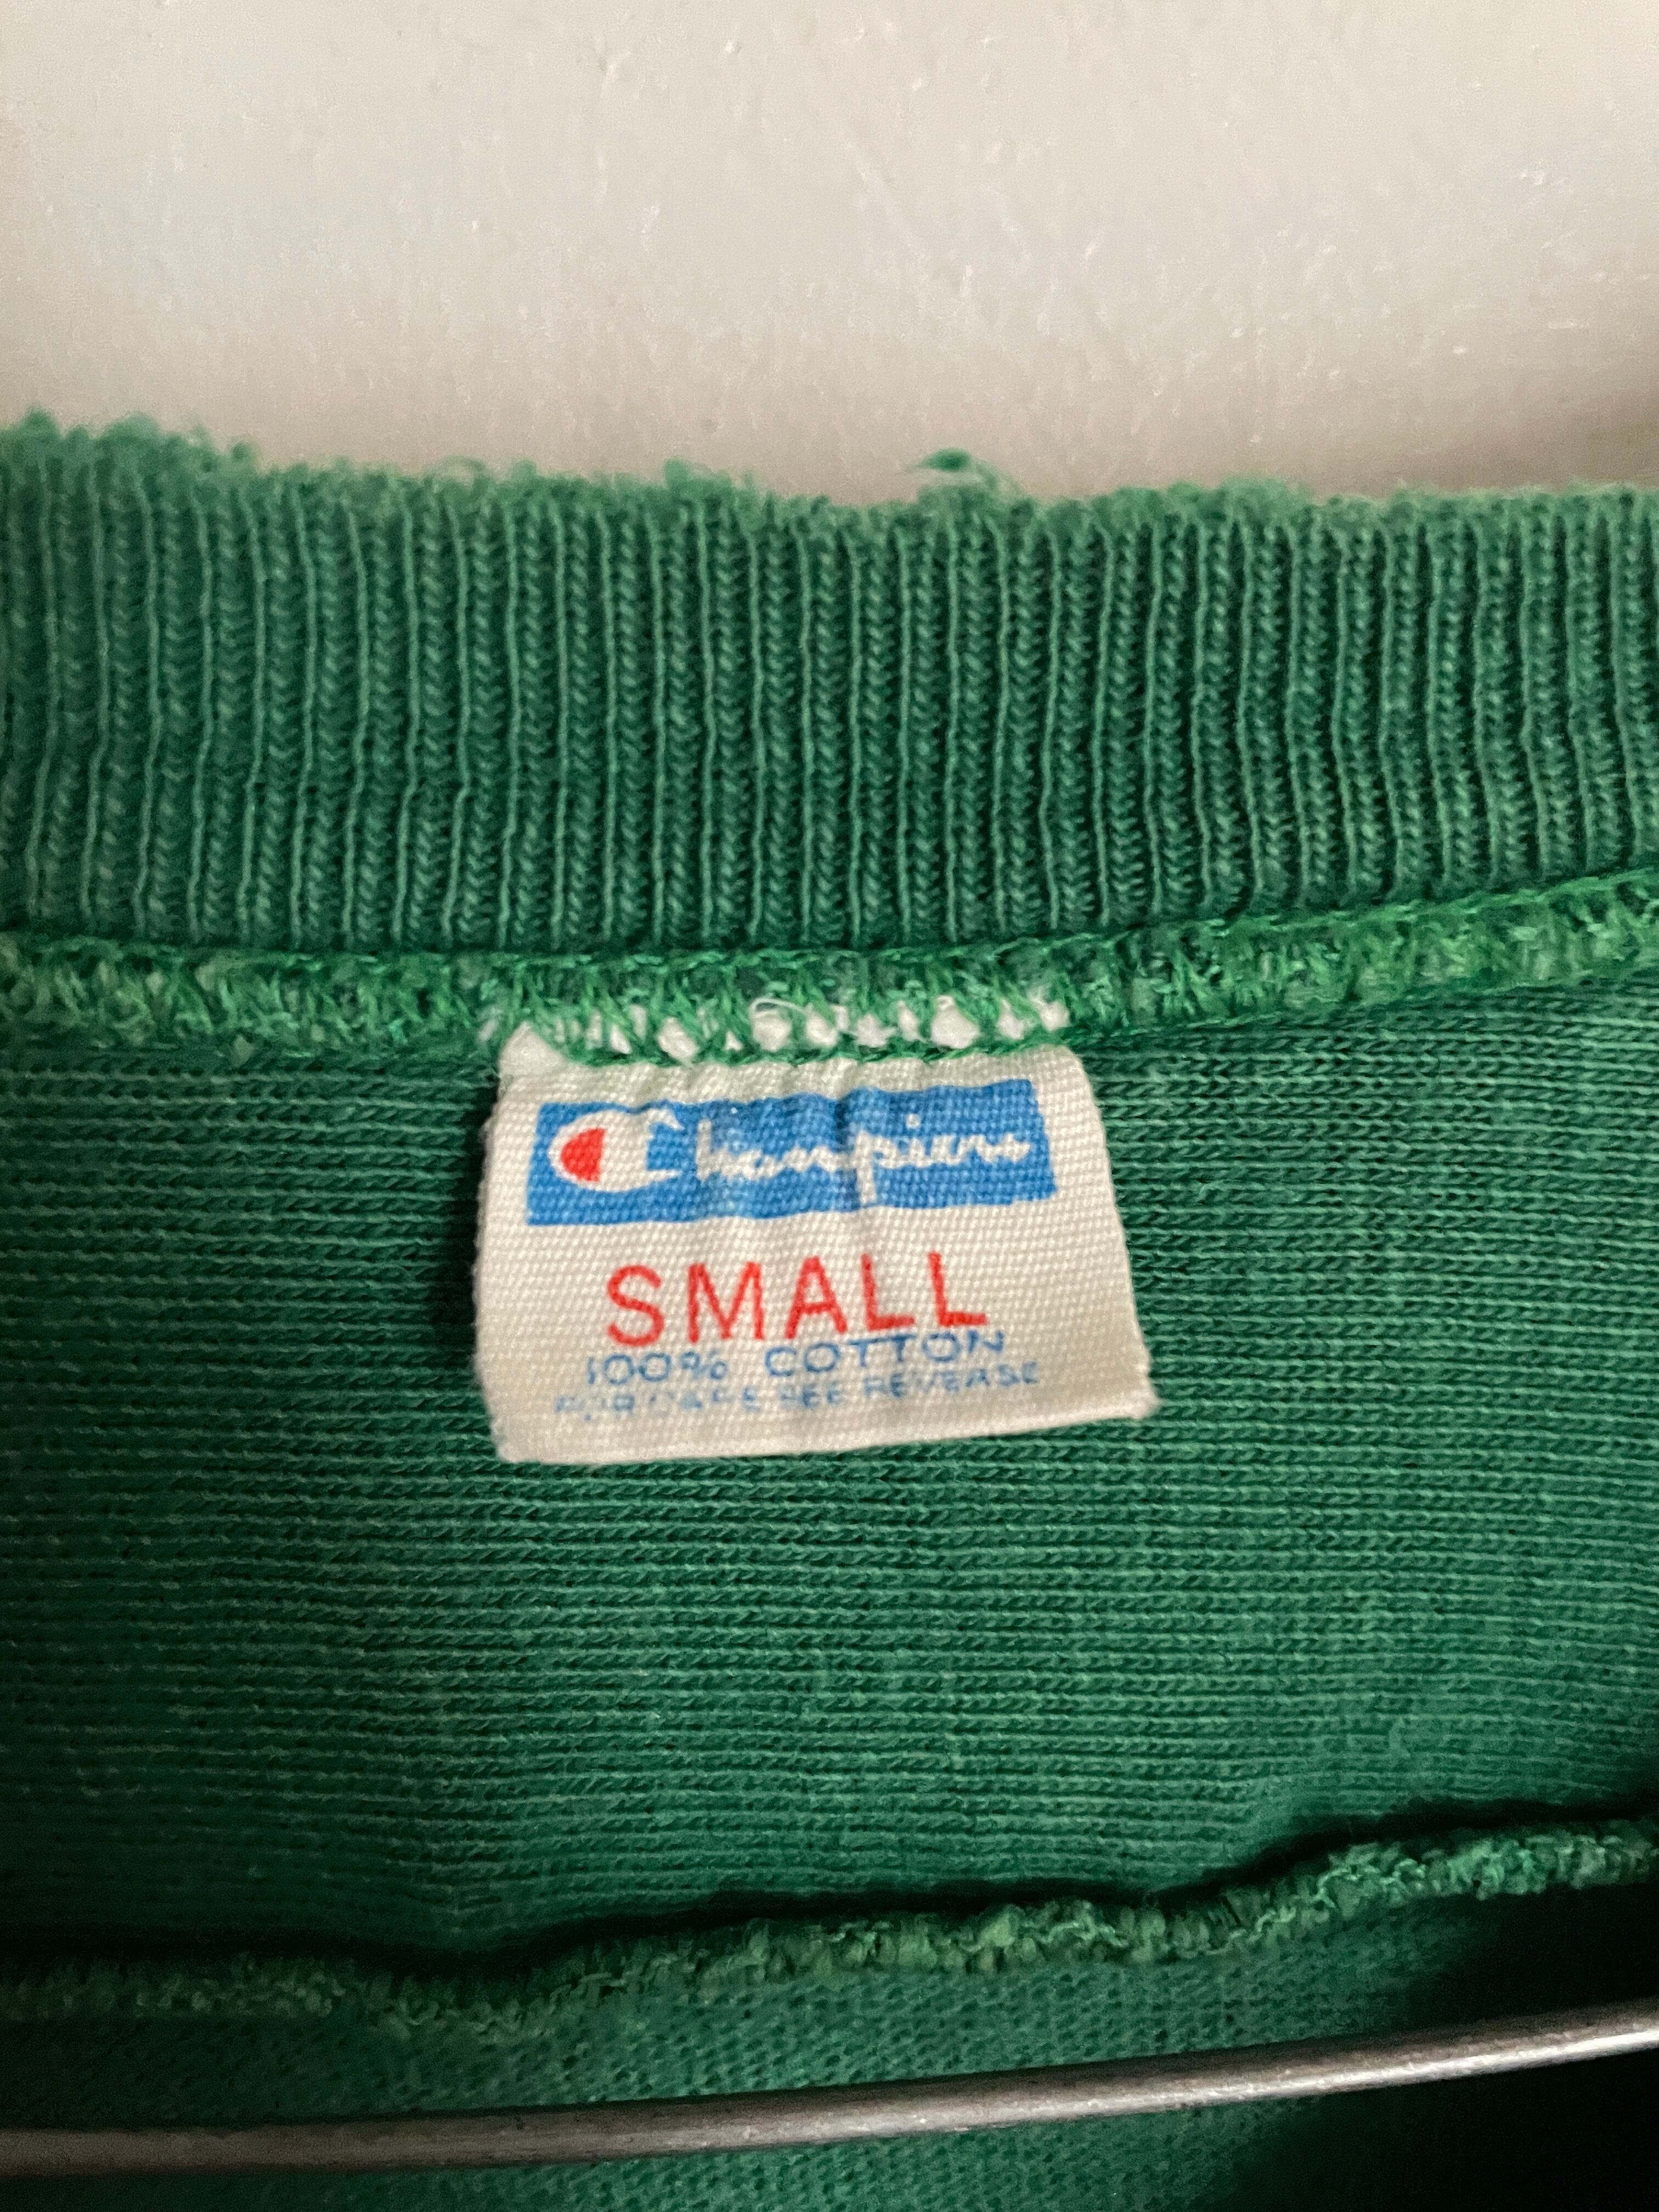 Champion
SMALL
100% COTTON
FOR CARE SEE REVERSE